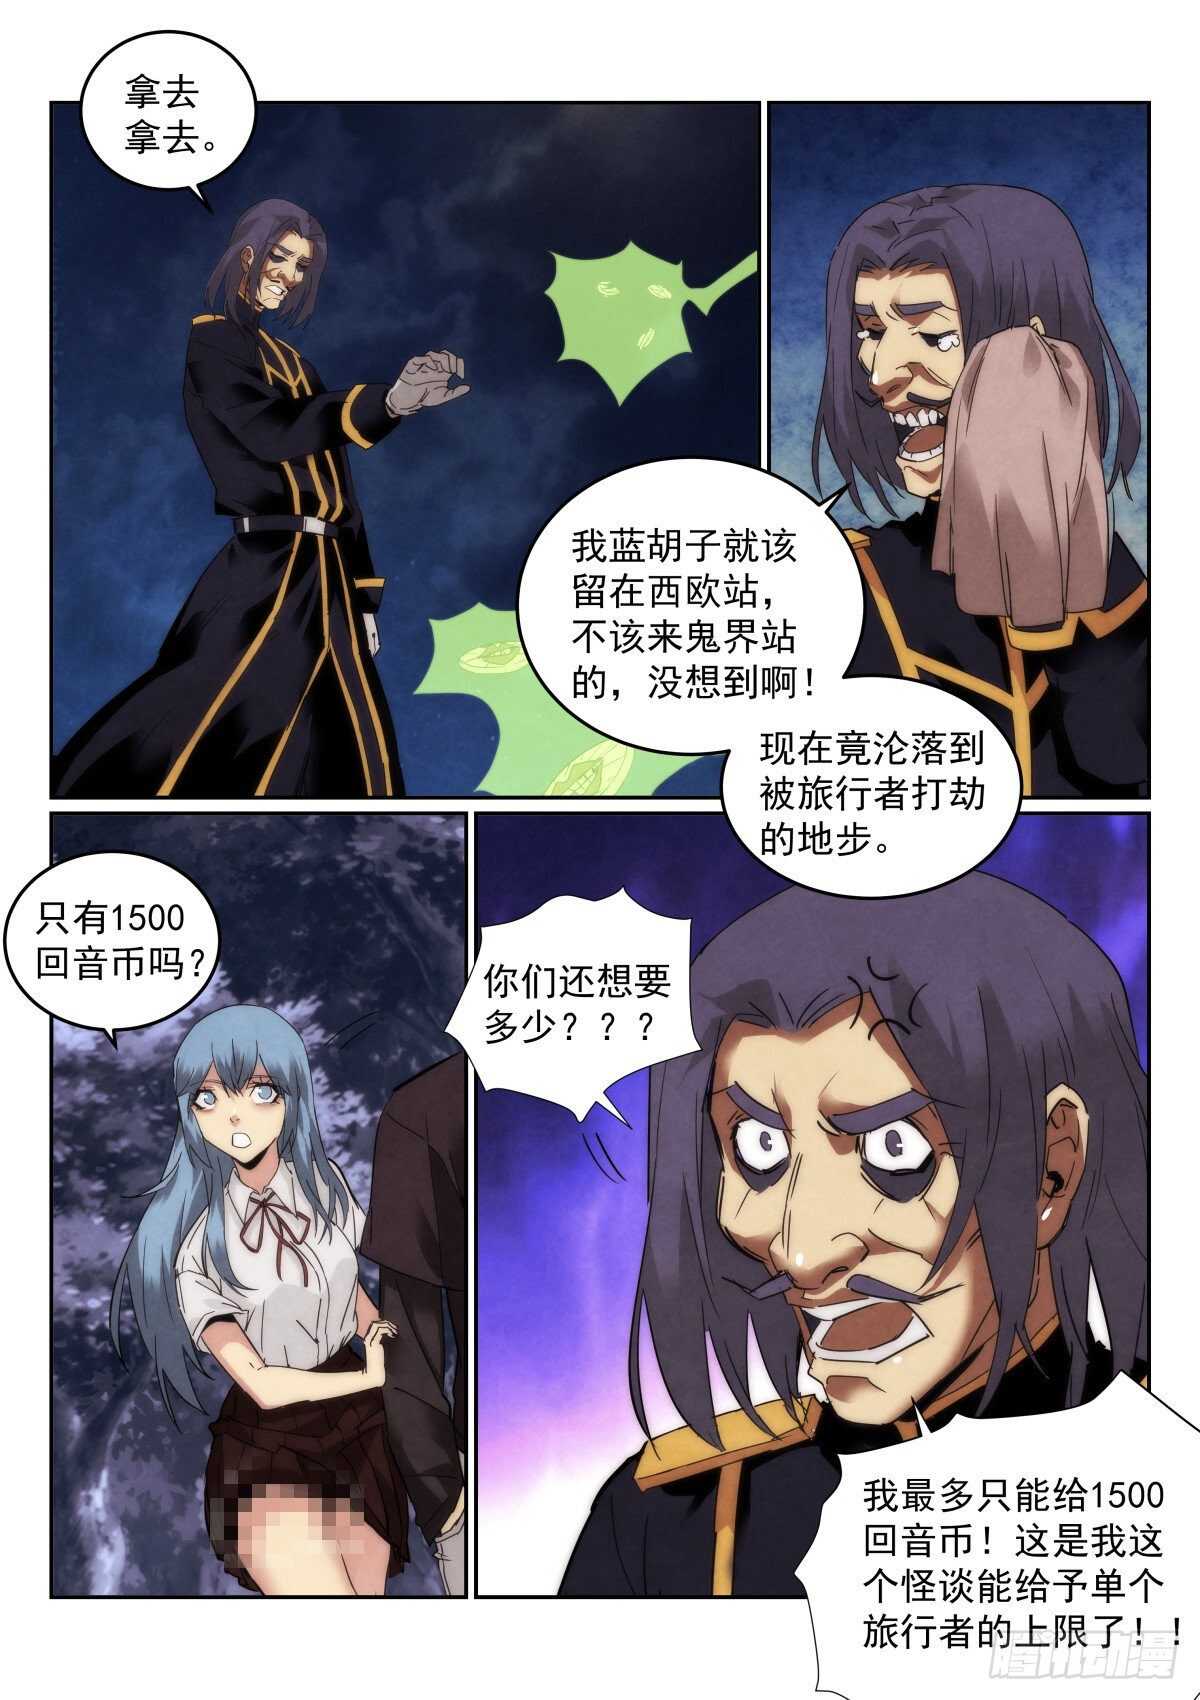 拿去
拿去。
我蓝胡子就该
留在西欧站，
不该来鬼界站
的，没想到啊！
现在竟沦落到
被旅行者打劫
的地步。
只有1500
回音币吗？
你们还想要
多少？？？
我最多只能给1500
回音币！这是我这
个怪谈能给予单个
旅行者的上限了！！
腾讯动漫